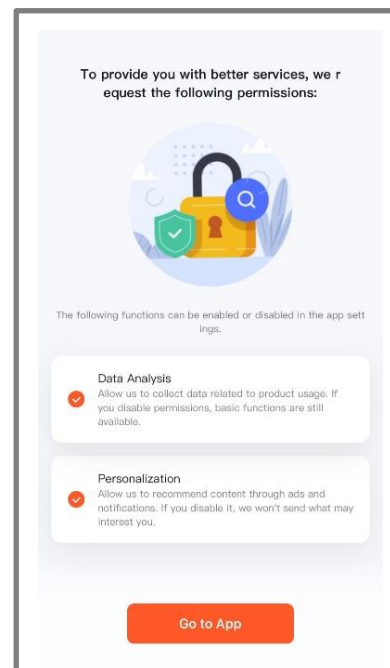 To provide you with better services, we r
equest the following permissions:
The following functions can be enabled or disabled in the app sett
ings.
Data Analysis
Allow us to collect data related to product usage. If
you disable permissions, basic functions are still
available.
Personalization
Allow us to recommend content through ads and
notifications. If you disable it, we won't send what may
interest you.
Go to App